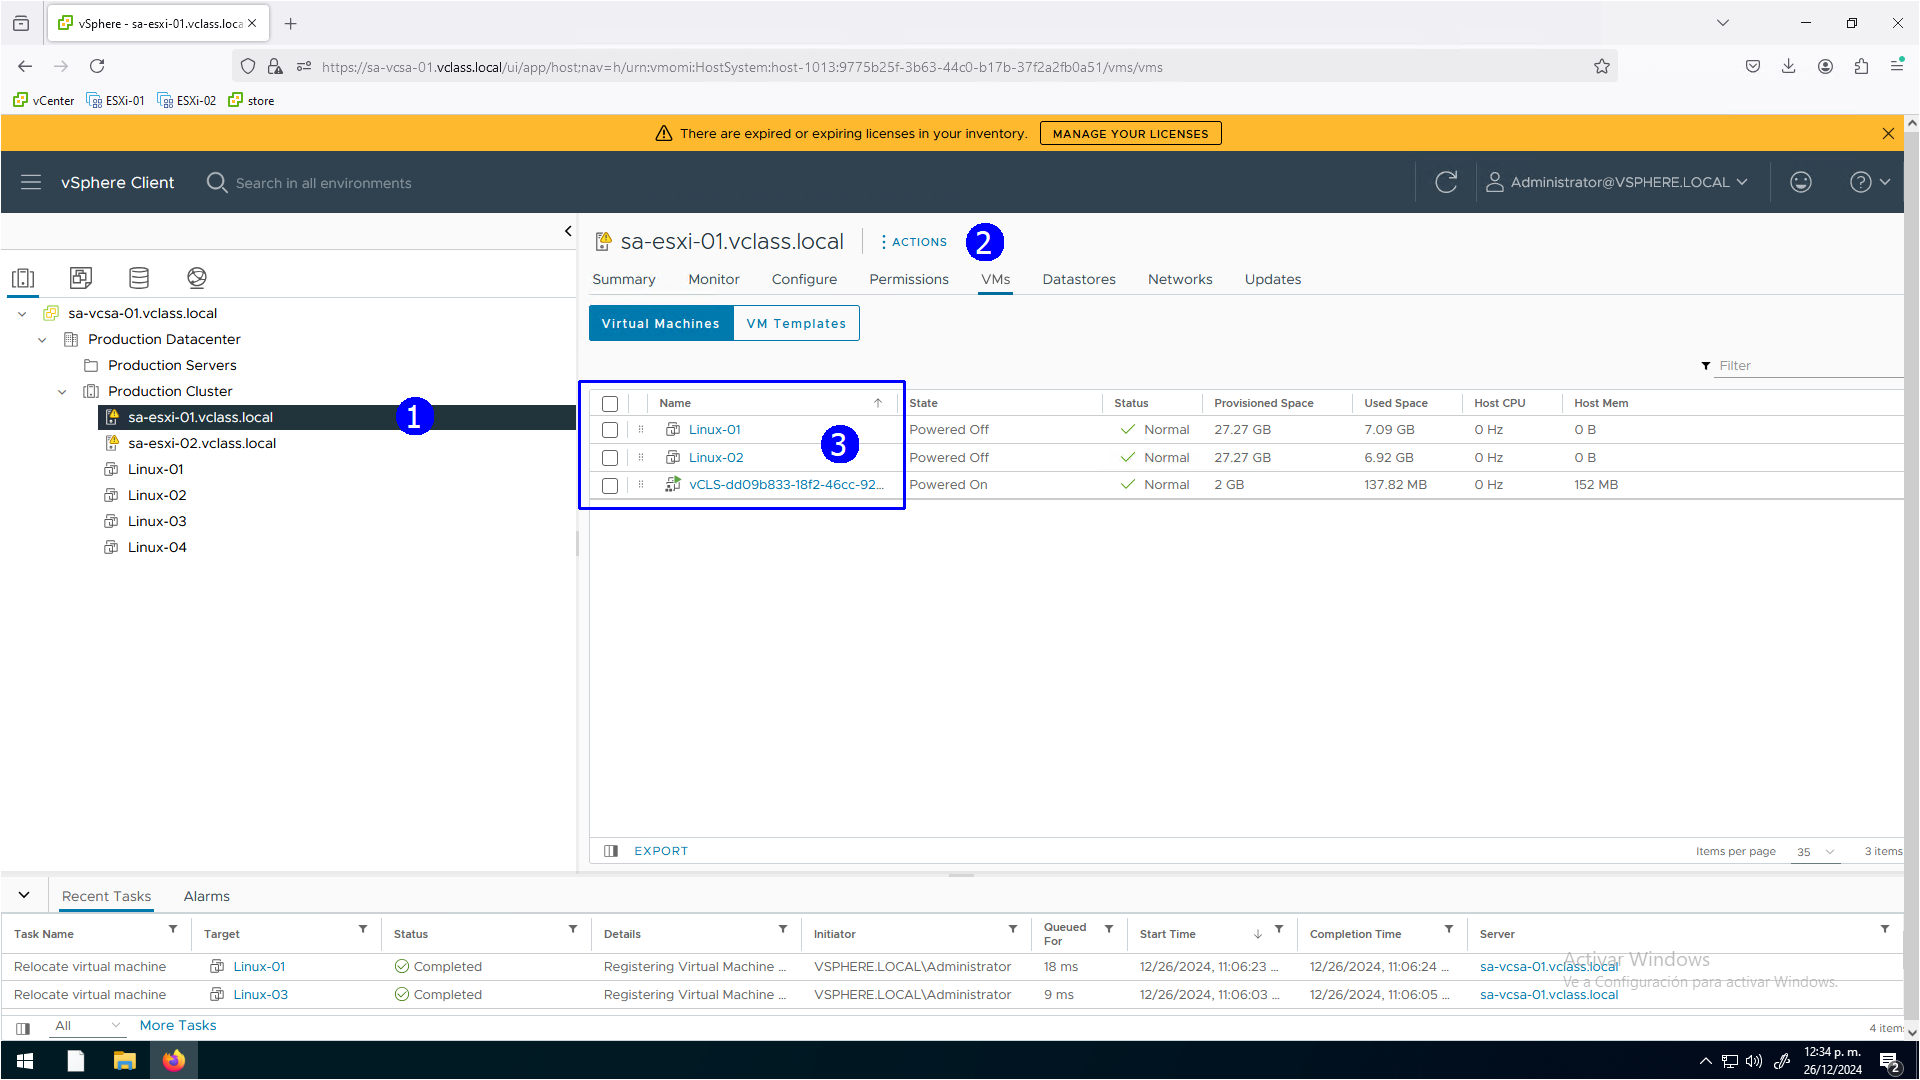 vSphere - sa-esxi-01.vclass.loca
https://sa-vcsa-01.vclass.local/ui/app/host;nav=h/urn:vmomi:HostSystem:host-1013:9775b25f-3b63-44c0-b17b-37f2a2fb0a51/vms/vms
vCenter ESXi-01 ESXi-02 store
There are expired or expiring licenses in your inventory. MANAGE YOUR LICENSES
vSphere Client Search in all environments Administrator@VSPHERE.LOCAL
sa-esxi-01.vclass.local ACTIONS 2
Summary Monitor Configure Permissions VMs Datastores Networks Updates
sa-vcsa-01.vclass.local
Production Datacenter
Production Servers
Production Cluster
sa-esxi-01.vclass.local 1
sa-esxi-02.vclass.local
Linux-01
Linux-02
Linux-03
Linux-04
Virtual Machines VM Templates
Filter
Name State Status Provisioned Space Used Space Host CPU Host Mem
Linux-01 Powered Off Normal 27.27 GB 7.09 GB 0 Hz 0 B
3
Linux-02 Powered Off Normal 27.27 GB 6.92 GB 0 Hz 0 B
vCLS-dd09b833-18f2-46cc-92... Powered On Normal 2 GB 137.82 MB 0 Hz 152 MB
EXPORT Items per page 35 3 items
Recent Tasks Alarms
Task Name Target Status Details Initiator Queued For Start Time Completion Time Server
Relocate virtual machine Linux-01 Completed Registering Virtual Machine ... VSPHERE.LOCAL\Administrator 18 ms 12/26/2024, 11:06:23 ... 12/26/2024, 11:06:24 ... sa-vcsa-01.vclass.local
Relocate virtual machine Linux-03 Completed Registering Virtual Machine ... VSPHERE.LOCAL\Administrator 9 ms 12/26/2024, 11:06:03 ... 12/26/2024, 11:06:05 ... sa-vcsa-01.vclass.local
Activar Windows
Ve a Configuración para activar Windows.
All More Tasks 4 items
12:34 p. m.
26/12/2024
2